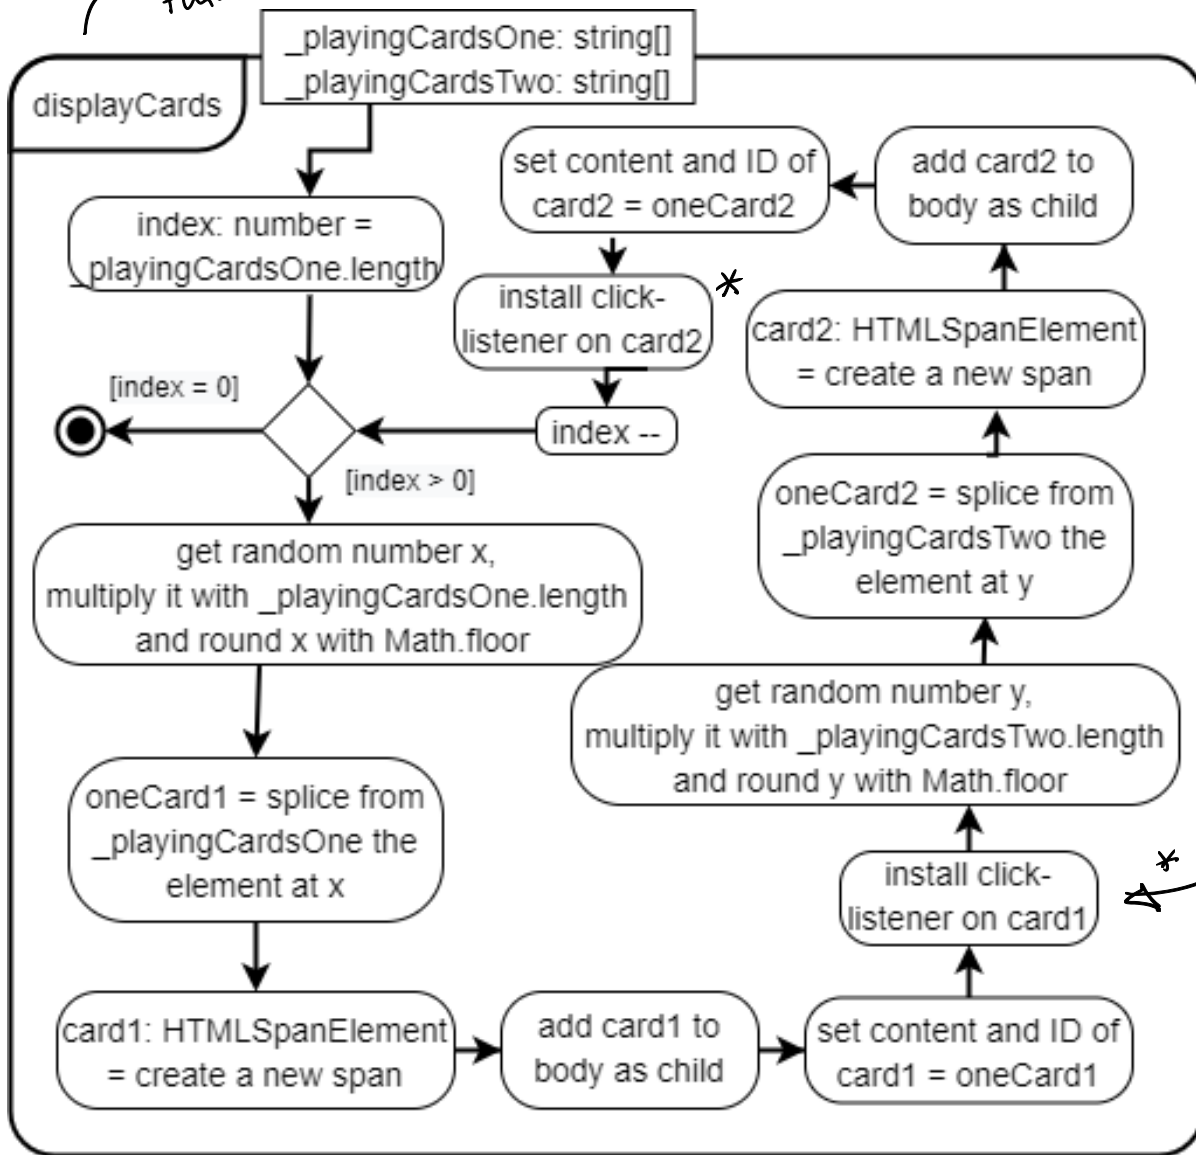 _playingCardsOne: string[]
_playingCardsTwo: string[]
displayCards
index: number =
_playingCardsOne.length
[index = 0]
[index > 0]
get random number x,
multiply it with _playingCardsOne.length
and round x with Math.floor
oneCard1 = splice from
_playingCardsOne the
element at x
card1: HTMLSpanElement
= create a new span
add card1 to
body as child
set content and ID of
card1 = oneCard1
install click-
listener on card1
*
get random number y,
multiply it with _playingCardsTwo.length
and round y with Math.floor
oneCard2 = splice from
_playingCardsTwo the
element at y
card2: HTMLSpanElement
= create a new span
add card2 to
body as child
set content and ID of
card2 = oneCard2
install click-
listener on card2
*
index --